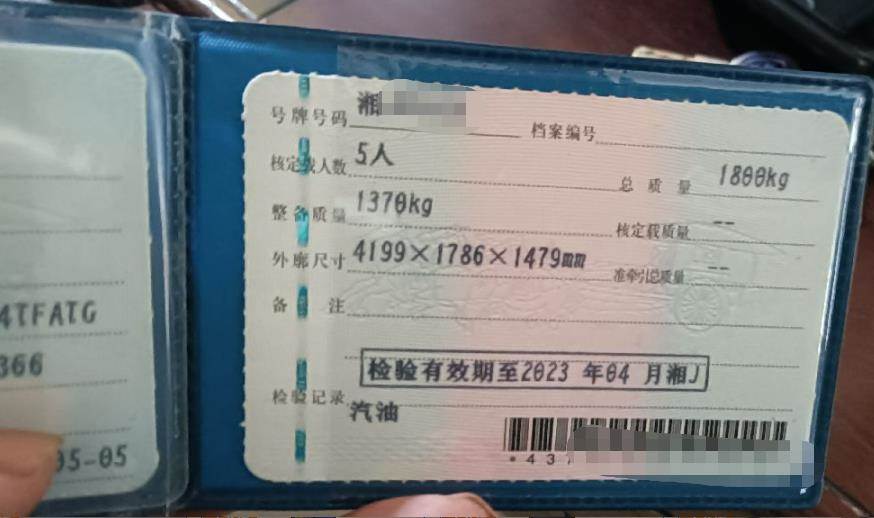 4TFATG
366
05-05
号牌号码 湘
档案编号
核定载人数 5人
总质量 1800kg
整备质量 1370kg
核定载质量 --
外廓尺寸 4199×1786×1479mm
准牵引总质量 --
备注
检验有效期至2023 年04 月湘J
检验记录
汽油
*43